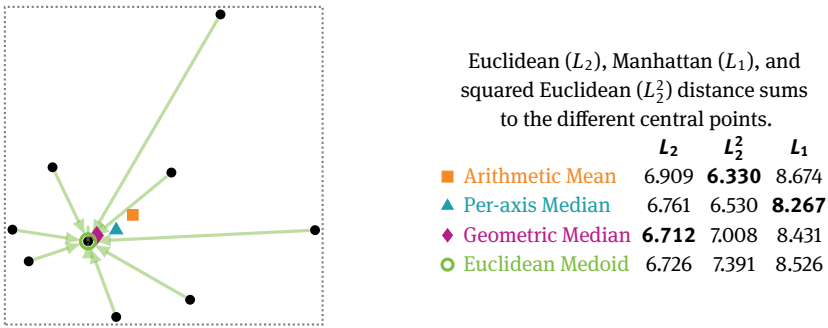 Euclidean (L₂), Manhattan (L₁), and
squared Euclidean (L₂²) distance sums
to the different central points.
L₂ L₂² L₁
Arithmetic Mean 6.909 6.330 8.674
Per-axis Median 6.761 6.530 8.267
Geometric Median 6.712 7.008 8.431
Euclidean Medoid 6.726 7.391 8.526